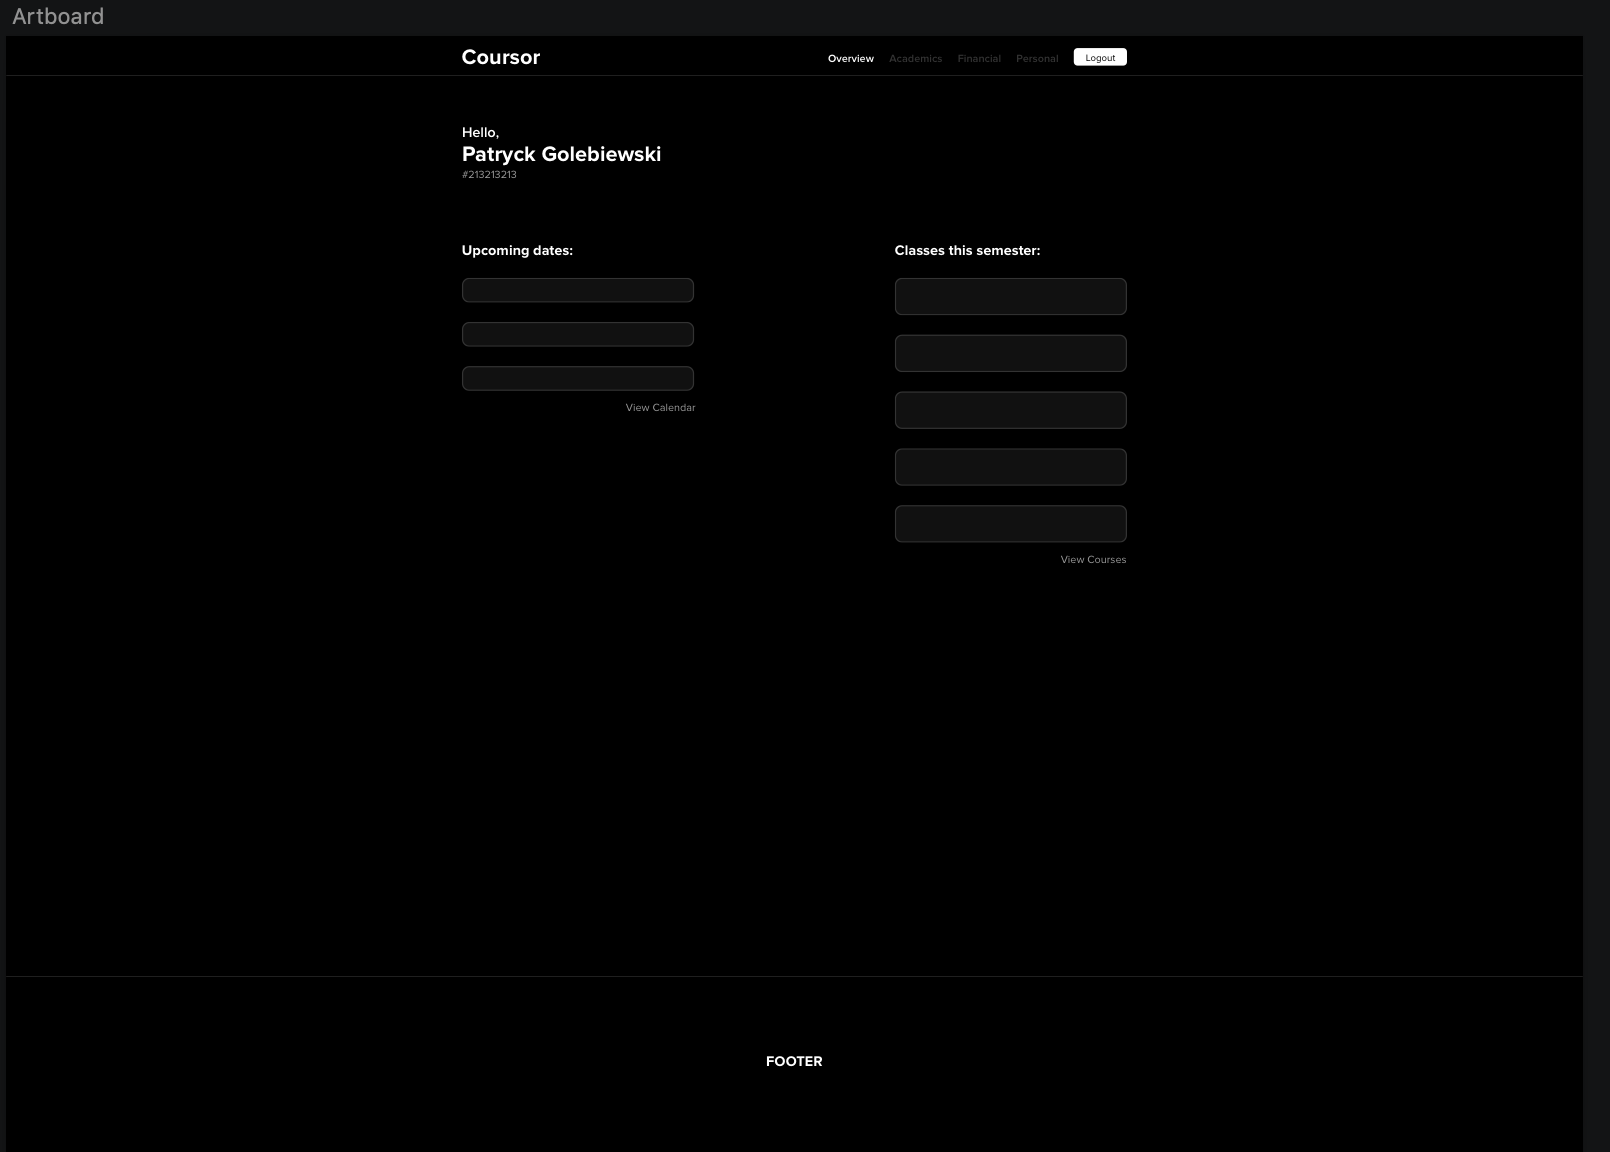 Artboard
Coursor
Overview Academics Financial Personal Logout
Hello,
Patryck Golebiewski
#213213213
Upcoming dates:
View Calendar
Classes this semester:
View Courses
FOOTER